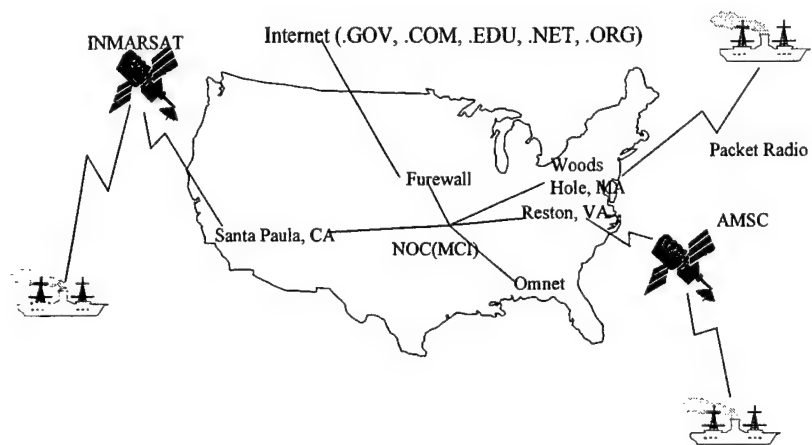 Internet (.GOV, .COM, .EDU, .NET, .ORG)
INMARSAT
Packet Radio
Woods
Hole, MA
Furewall
Reston, VA
AMSC
Santa Paula, CA
NOC(MCI)
Omnet